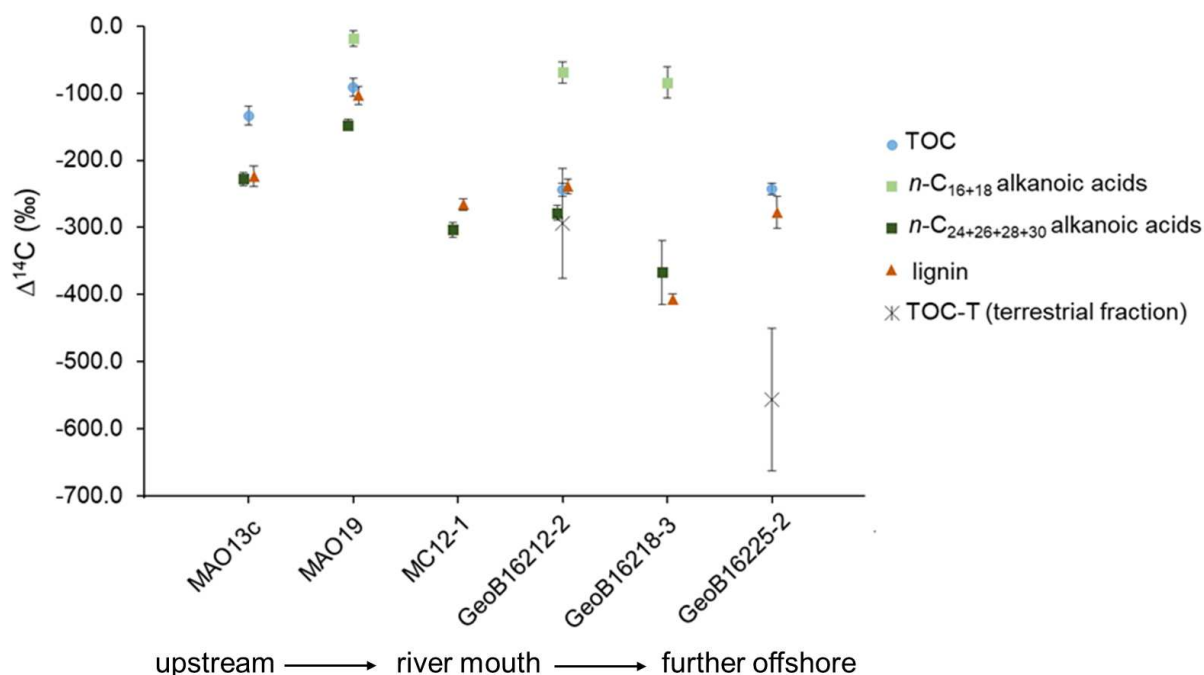 0.0
-100.0
-200.0
-300.0
-400.0
-500.0
-600.0
-700.0
Δ¹⁴C (‰)
MAO13c
MAO19
MC12-1
GeoB16212-2
GeoB16218-3
GeoB16225-2
upstream → river mouth → further offshore
TOC
n-C₁₆₊₁₈ alkanoic acids
n-C₂₄₊₂₆₊₂₈₊₃₀ alkanoic acids
lignin
TOC-T (terrestrial fraction)